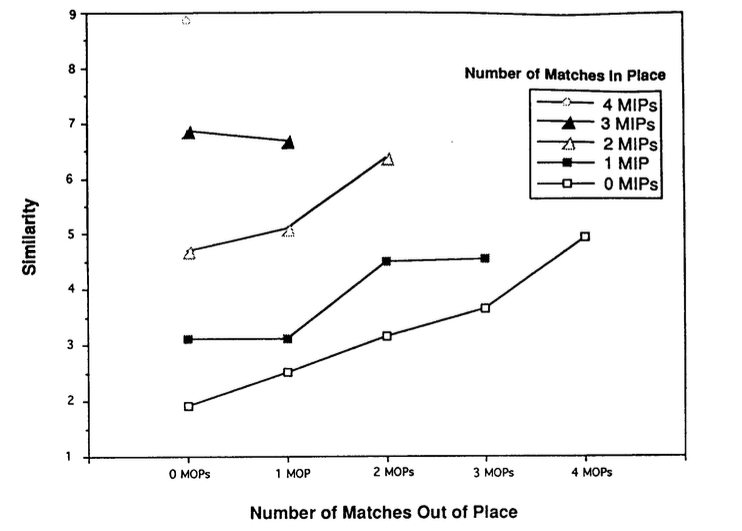 9
8
7
6
5
4
3
2
1
Similarity
Number of Matches In Place
4 MIPs
3 MIPs
2 MIPs
1 MIP
0 MIPs
0 MOPs
1 MOP
2 MOPs
3 MOPs
4 MOPs
Number of Matches Out of Place